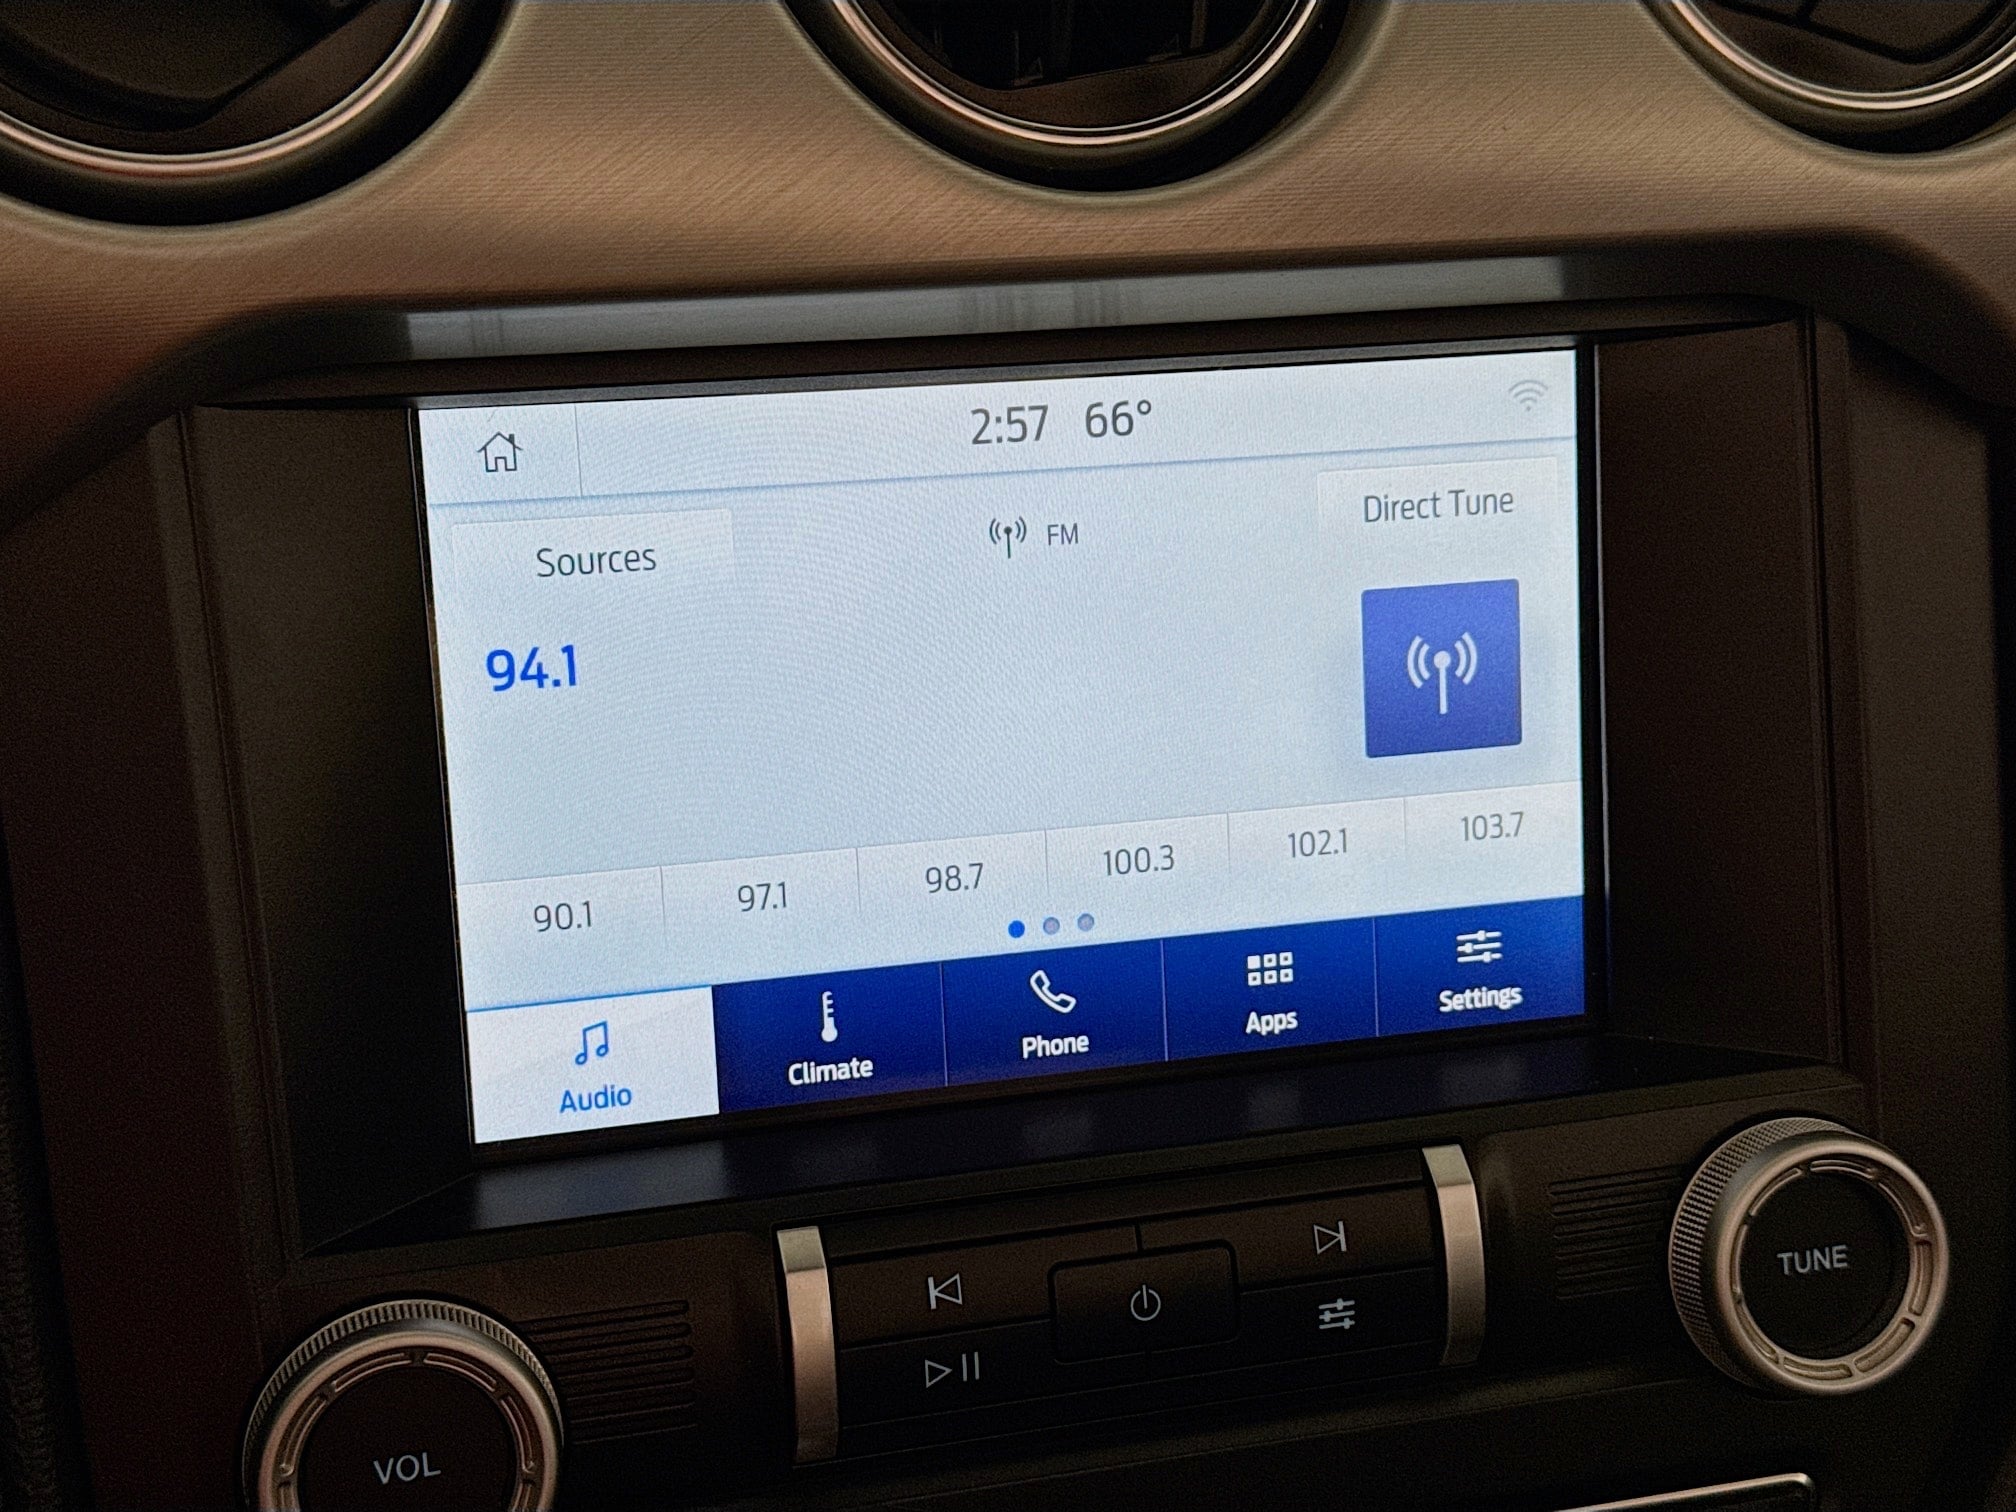 2:57 66°
Sources
FM
Direct Tune
94.1
90.1
97.1
98.7
100.3
102.1
103.7
Audio
Climate
Phone
Apps
Settings
VOL
TUNE